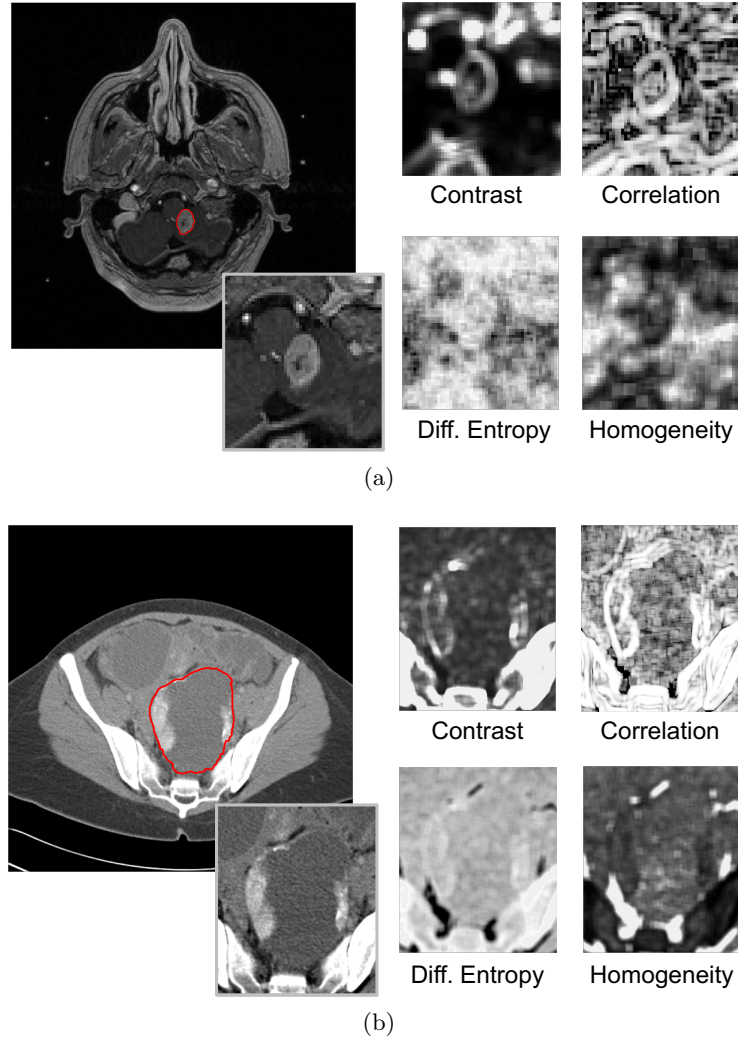 Contrast Correlation
Diff. Entropy Homogeneity
(a)
Contrast Correlation
Diff. Entropy Homogeneity
(b)